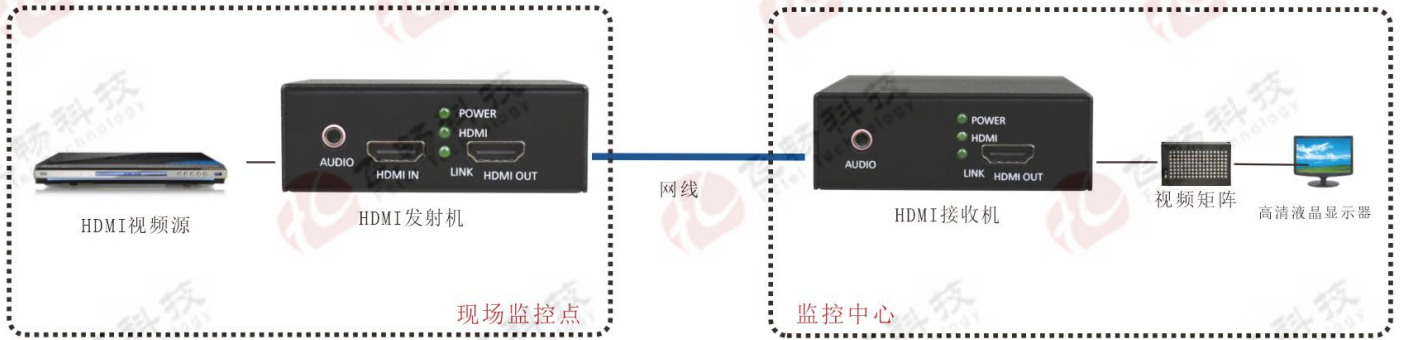 POWER
HDMI
AUDIO
HDMI IN
LINK
HDMI OUT
HDMI视频源
HDMI发射机
现场监控点
网线
POWER
HDMI
AUDIO
LINK
HDMI OUT
HDMI接收机
视频矩阵
高清液晶显示器
监控中心